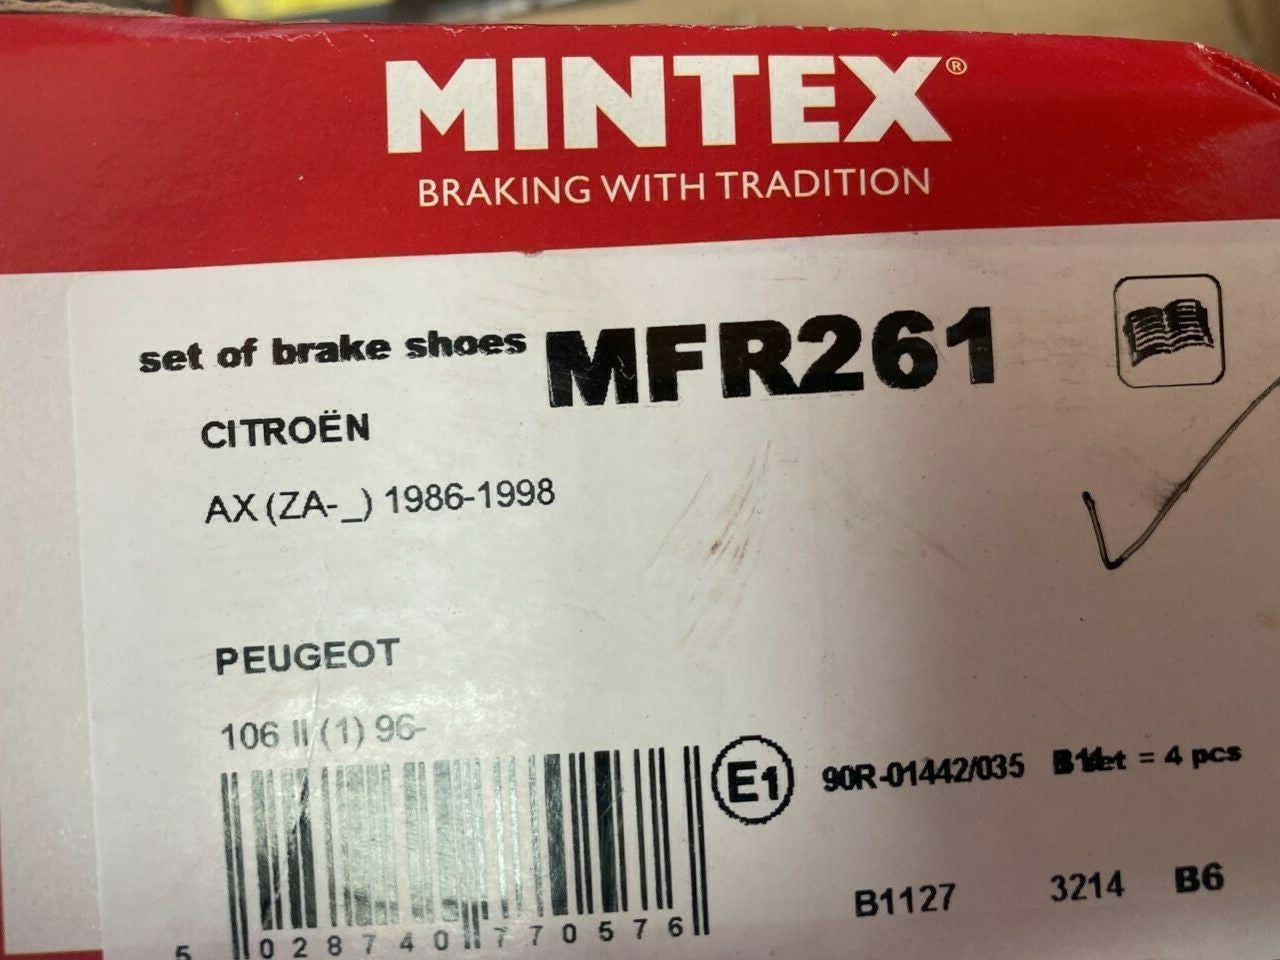 MINTEX®
BRAKING WITH TRADITION
set of brake shoes MFR261
CITROËN
AX (ZA-_) 1986-1998
PEUGEOT
106 II (1) 96-
E1 90R-01442/035 = 4 pcs
B1127 3214 B6
5 028740 770576